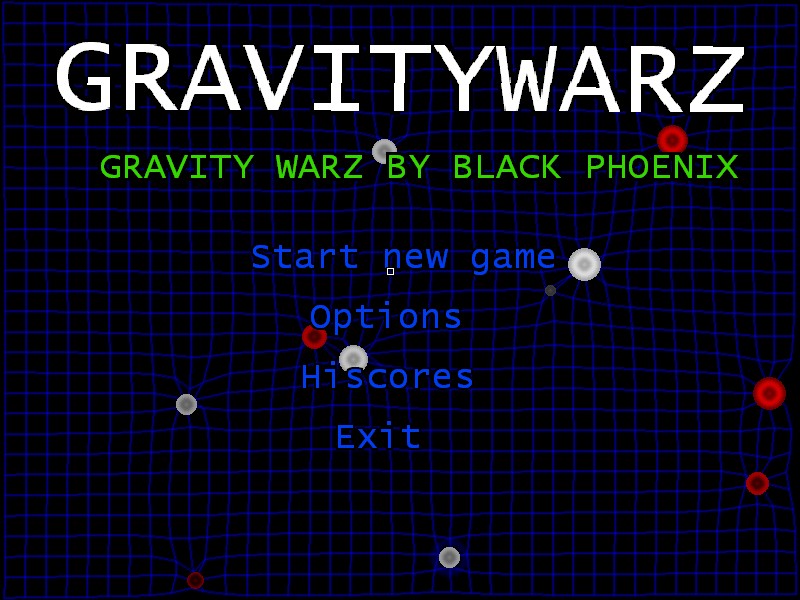 GRAVITYWARZ
GRAVITY WARZ BY BLACK PHOENIX
Start new game
Options
Hiscores
Exit